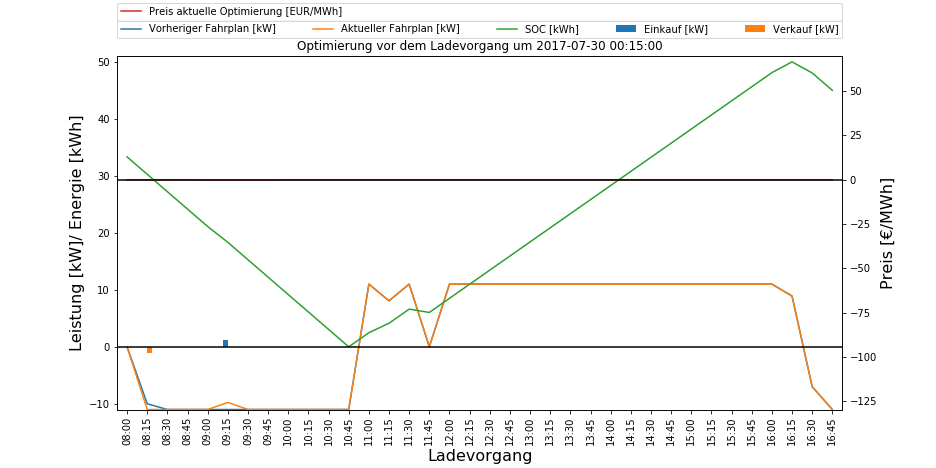 Preis aktuelle Optimierung [EUR/MWh]
Vorheriger Fahrplan [kW] Aktueller Fahrplan [kW] SOC [kWh] Einkauf [kW] Verkauf [kW]
Optimierung vor dem Ladevorgang um 2017-07-30 00:15:00
Leistung [kW]/ Energie [kWh]
50
40
30
20
10
0
−10
50
25
0
−25
−50
−75
−100
−125
Preis [€/MWh]
08:00 08:15 08:30 08:45 09:00 09:15 09:30 09:45 10:00 10:15 10:30 10:45 11:00 11:15 11:30 11:45 12:00 12:15 12:30 12:45 13:00 13:15 13:30 13:45 14:00 14:15 14:30 14:45 15:00 15:15 15:30 15:45 16:00 16:15 16:30 16:45
Ladevorgang